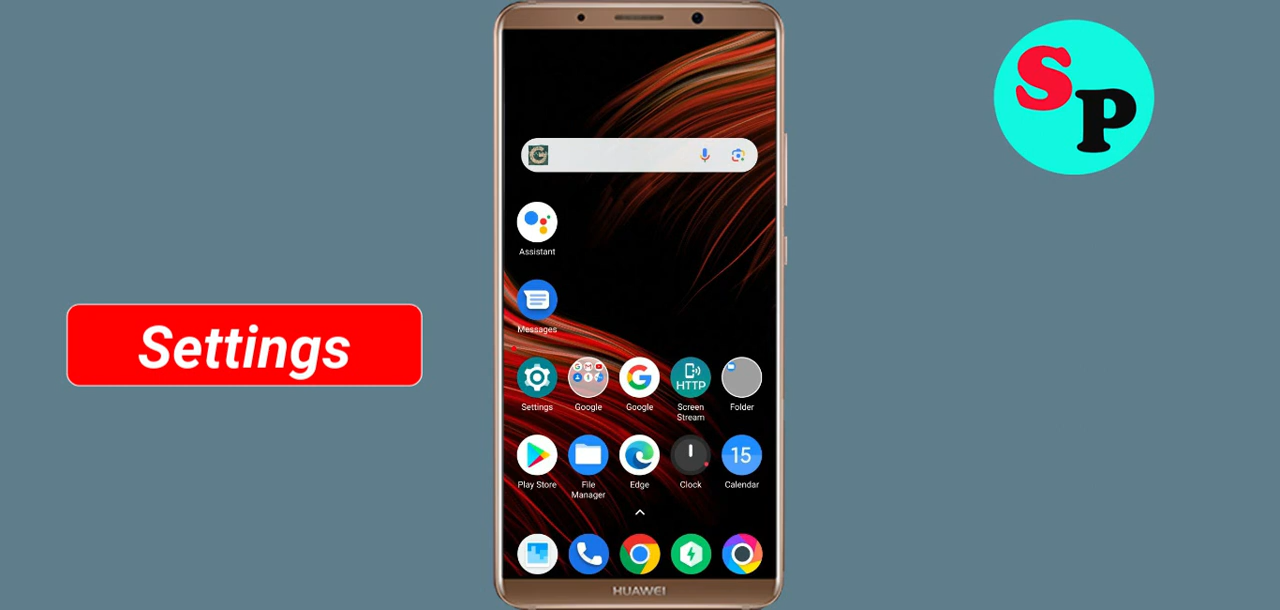 S
P
Assistant
Messages
Settings
Settings
Google
Google
HTTP
Screen
Stream
Folder
Play Store
File
Manager
Edge
Clock
15
Calendar
HUAWEI